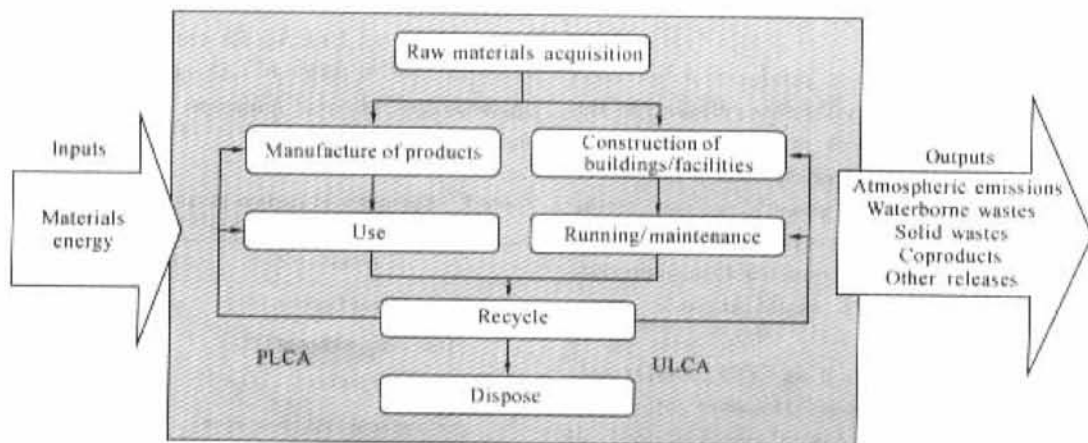 Raw materials acquisition
Inputs
Materials
energy
Manufacture of products
Construction of
buildings/facilities
Use
Running/maintenance
Recycle
PLCA
ULCA
Dispose
Outputs
Atmospheric emissions
Waterborne wastes
Solid wastes
Coproducts
Other releases